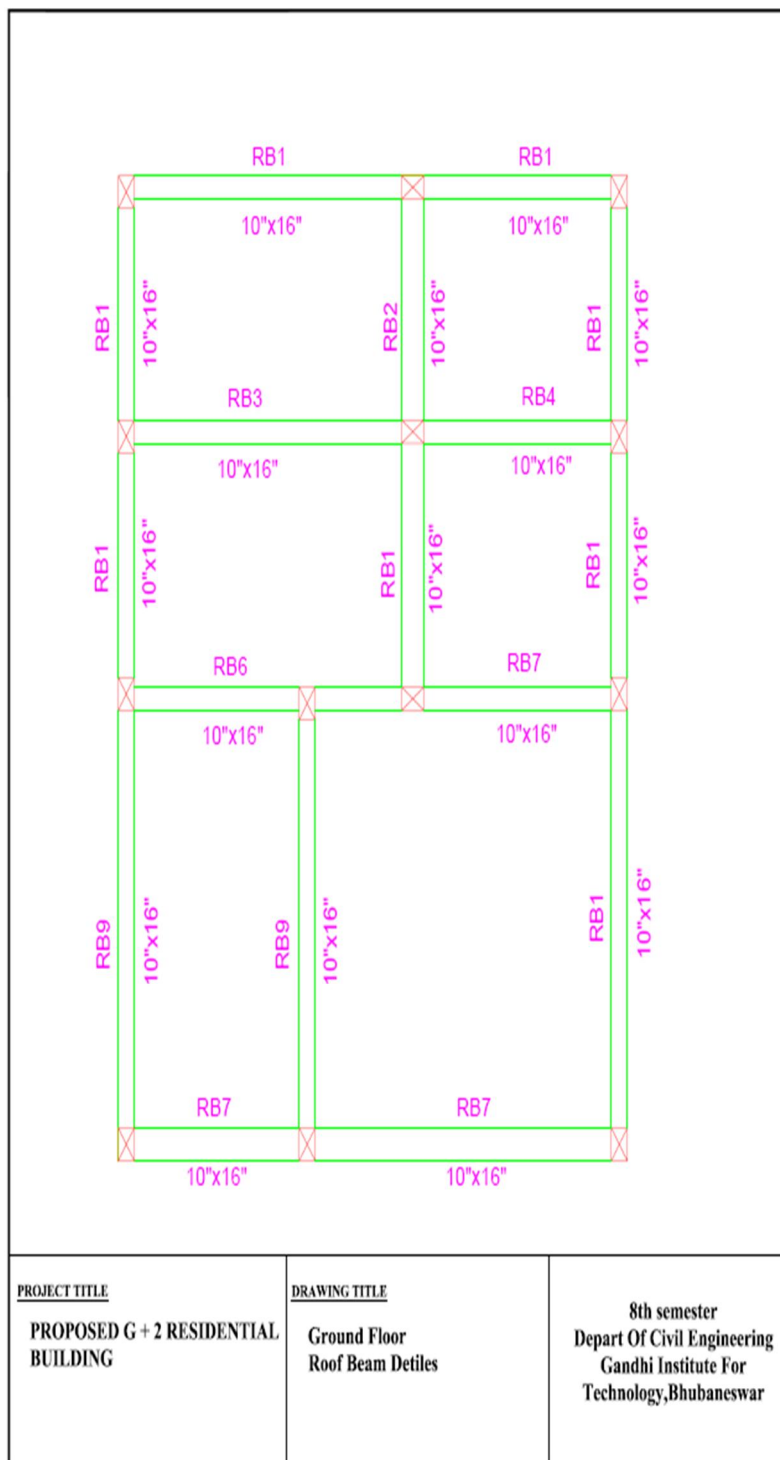 RB1 RB1
10"x16" 10"x16"
RB1 10"x16" RB2 10"x16" RB1 10"x16"
RB3 RB4
10"x16" 10"x16"
RB1 10"x16" RB1 10"x16" RB1 10"x16"
RB6 RB7
10"x16" 10"x16"
RB9 10"x16" RB9 10"x16" RB1 10"x16"
RB7 RB7
10"x16" 10"x16"
PROJECT TITLE
PROPOSED G + 2 RESIDENTIAL
BUILDING
DRAWING TITLE
Ground Floor
Roof Beam Detiles
8th semester
Depart Of Civil Engineering
Gandhi Institute For
Technology,Bhubaneswar